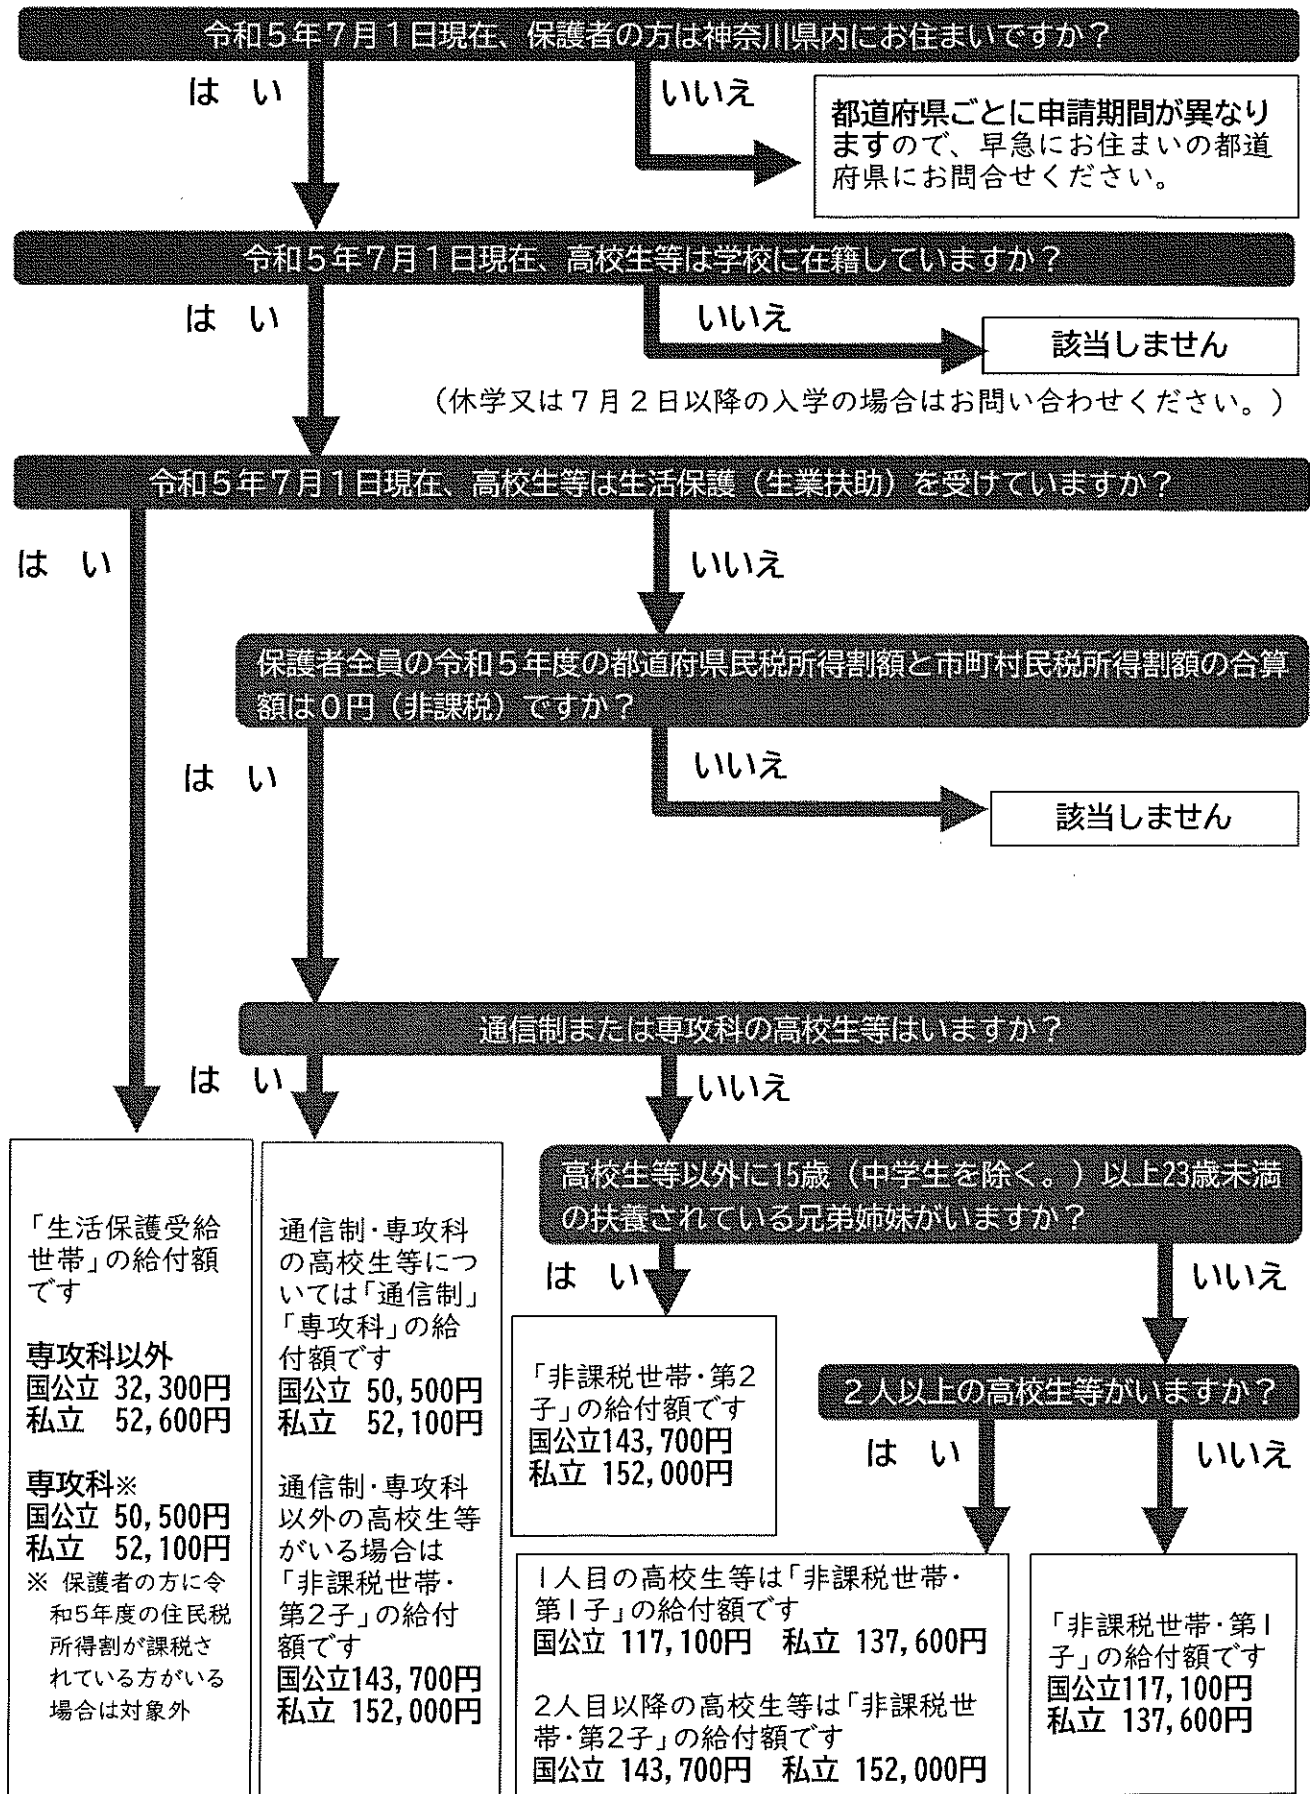 令和5年7月1日現在、保護者の方は神奈川県内にお住まいですか?
は い
いいえ
都道府県ごとに申請期間が異なり
ますので、早急にお住まいの都道
府県にお問合せください。
令和5年7月1日現在、高校生等は学校に在籍していますか?
は い
いいえ
該当しません
(休学又は7月2日以降の入学の場合はお問い合わせください。)
令和5年7月1日現在、高校生等は生活保護(生業扶助)を受けていますか?
は い
いいえ
保護者全員の令和5年度の都道府県民税所得割額と市町村民税所得割額の合算
額は0円(非課税)ですか?
は い
いいえ
該当しません
通信制または専攻科の高校生等はいますか?
は い
いいえ
「生活保護受給
世帯」の給付額
です
専攻科以外
国公立 32,300円
私立 52,600円
専攻科※
国公立 50,500円
私立 52,100円
※ 保護者の方に令
和5年度の住民税
所得割が課税さ
れている方がいる
場合は対象外
通信制・専攻科
の高校生等につ
いては「通信制」
「専攻科」の給
付額です
国公立 50,500円
私立 52,100円
通信制・専攻科
以外の高校生等
がいる場合は
「非課税世帯・
第2子」の給付
額です
国公立143,700円
私立 152,000円
高校生等以外に15歳(中学生を除く。)以上23歳未満
の扶養されている兄弟姉妹がいますか?
は い
いいえ
「非課税世帯・第2
子」の給付額です
国公立143,700円
私立 152,000円
2人以上の高校生等がいますか?
は い
いいえ
1人目の高校生等は「非課税世帯・
第1子」の給付額です
国公立 117,100円 私立 137,600円
2人目以降の高校生等は「非課税世
帯・第2子」の給付額です
国公立 143,700円 私立 152,000円
「非課税世帯・第1
子」の給付額です
国公立117,100円
私立 137,600円